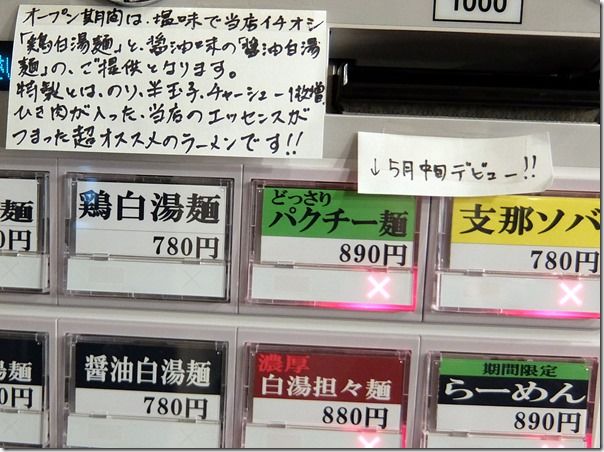 1000
オープン期間は、塩味で当店イチオシ
「鶏白湯麺」と、醤油味の「醤油白湯
麺」の、ご提供となります。
特製とは、のり、半玉子、チャーシュー1枚増、
ひき肉が入った、当店のエッセンスが
つまった超オススメのラーメンです!!
↓5月中旬デビュー!!
麺
0円
鶏白湯麺
780円
どっさり
パクチー麺
890円
×
支那ソバ
780円
×
湯麺
0円
醤油白湯麺
780円
濃厚
白湯担々麺
880円
×
期間限定
らーめん
890円
×